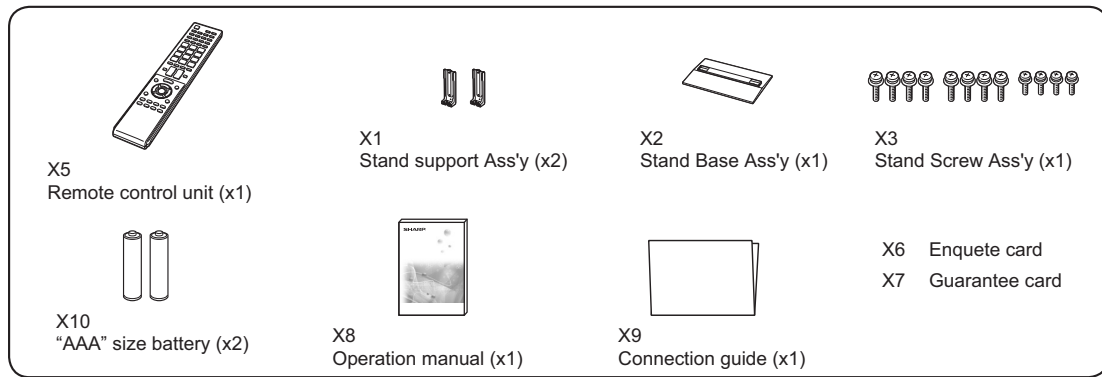 X5
Remote control unit (x1)
X1
Stand support Ass'y (x2)
X2
Stand Base Ass'y (x1)
X3
Stand Screw Ass'y (x1)
X10
“AAA” size battery (x2)
SHARP
X8
Operation manual (x1)
X9
Connection guide (x1)
X6 Enquete card
X7 Guarantee card